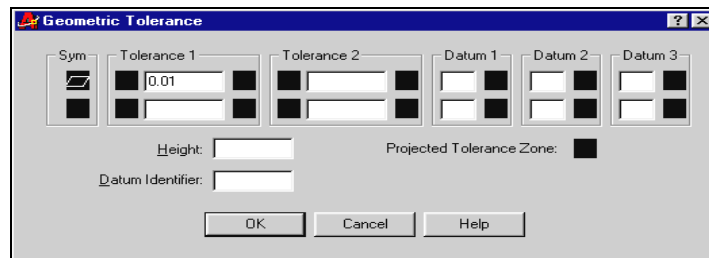 Geometric Tolerance
Sym Tolerance 1 Tolerance 2 Datum 1 Datum 2 Datum 3
0.01
Height: Projected Tolerance Zone:
Datum Identifier:
OK Cancel Help